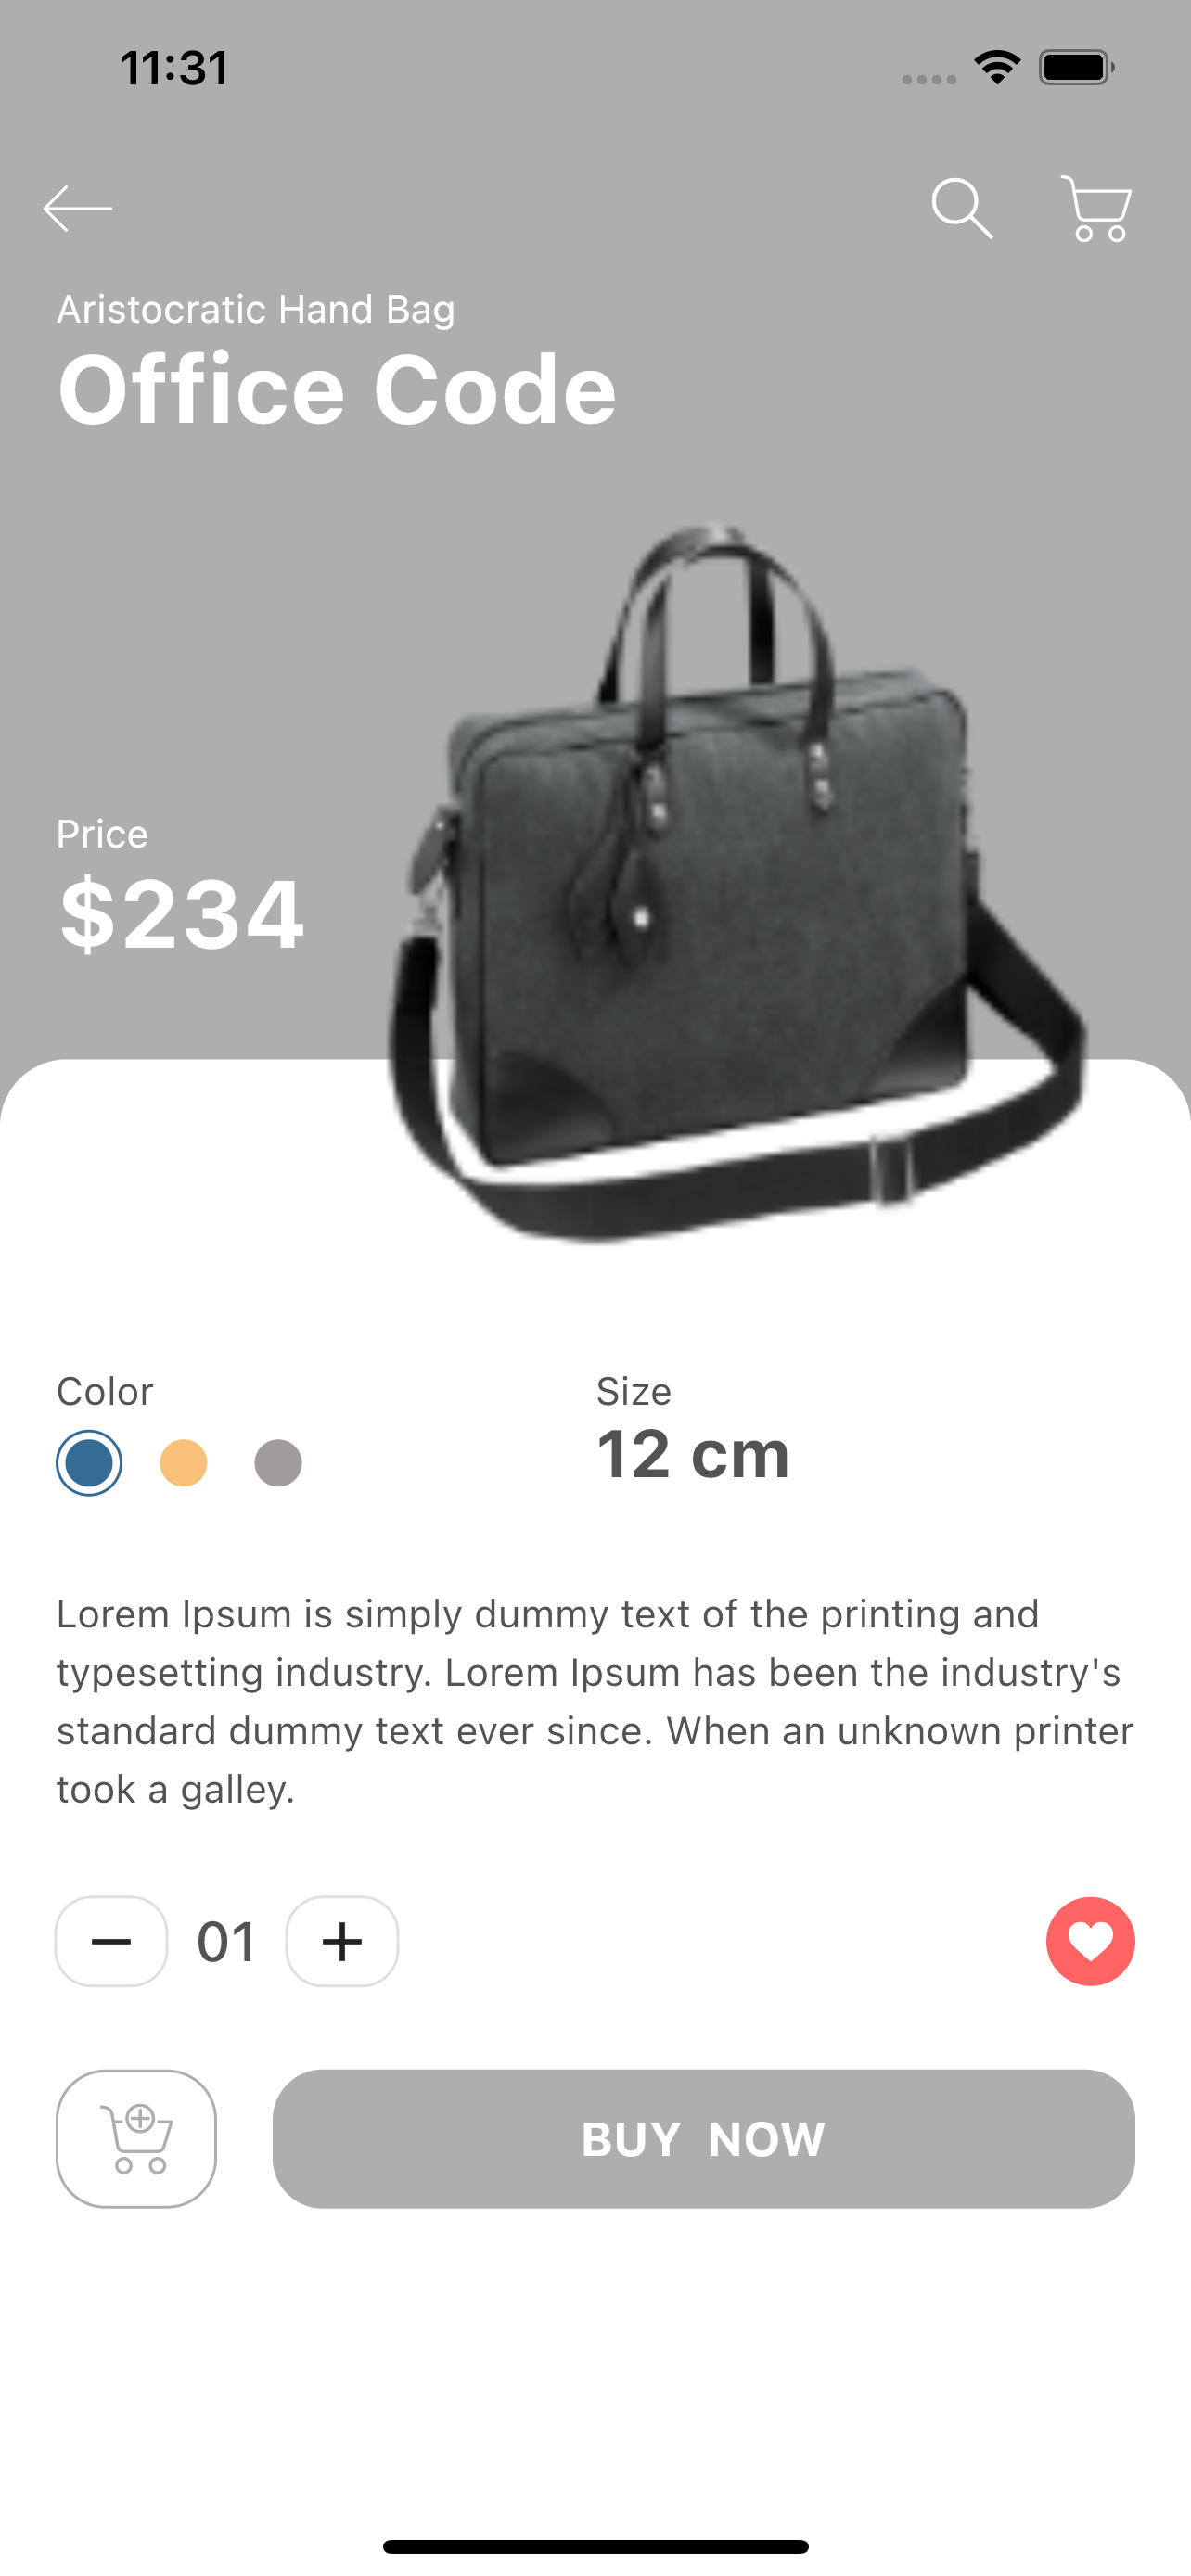 11:31
Aristocratic Hand Bag
Office Code
Price
$234
Color
Size
12 cm
Lorem Ipsum is simply dummy text of the printing and
typesetting industry. Lorem Ipsum has been the industry's
standard dummy text ever since. When an unknown printer
took a galley.
01
BUY NOW